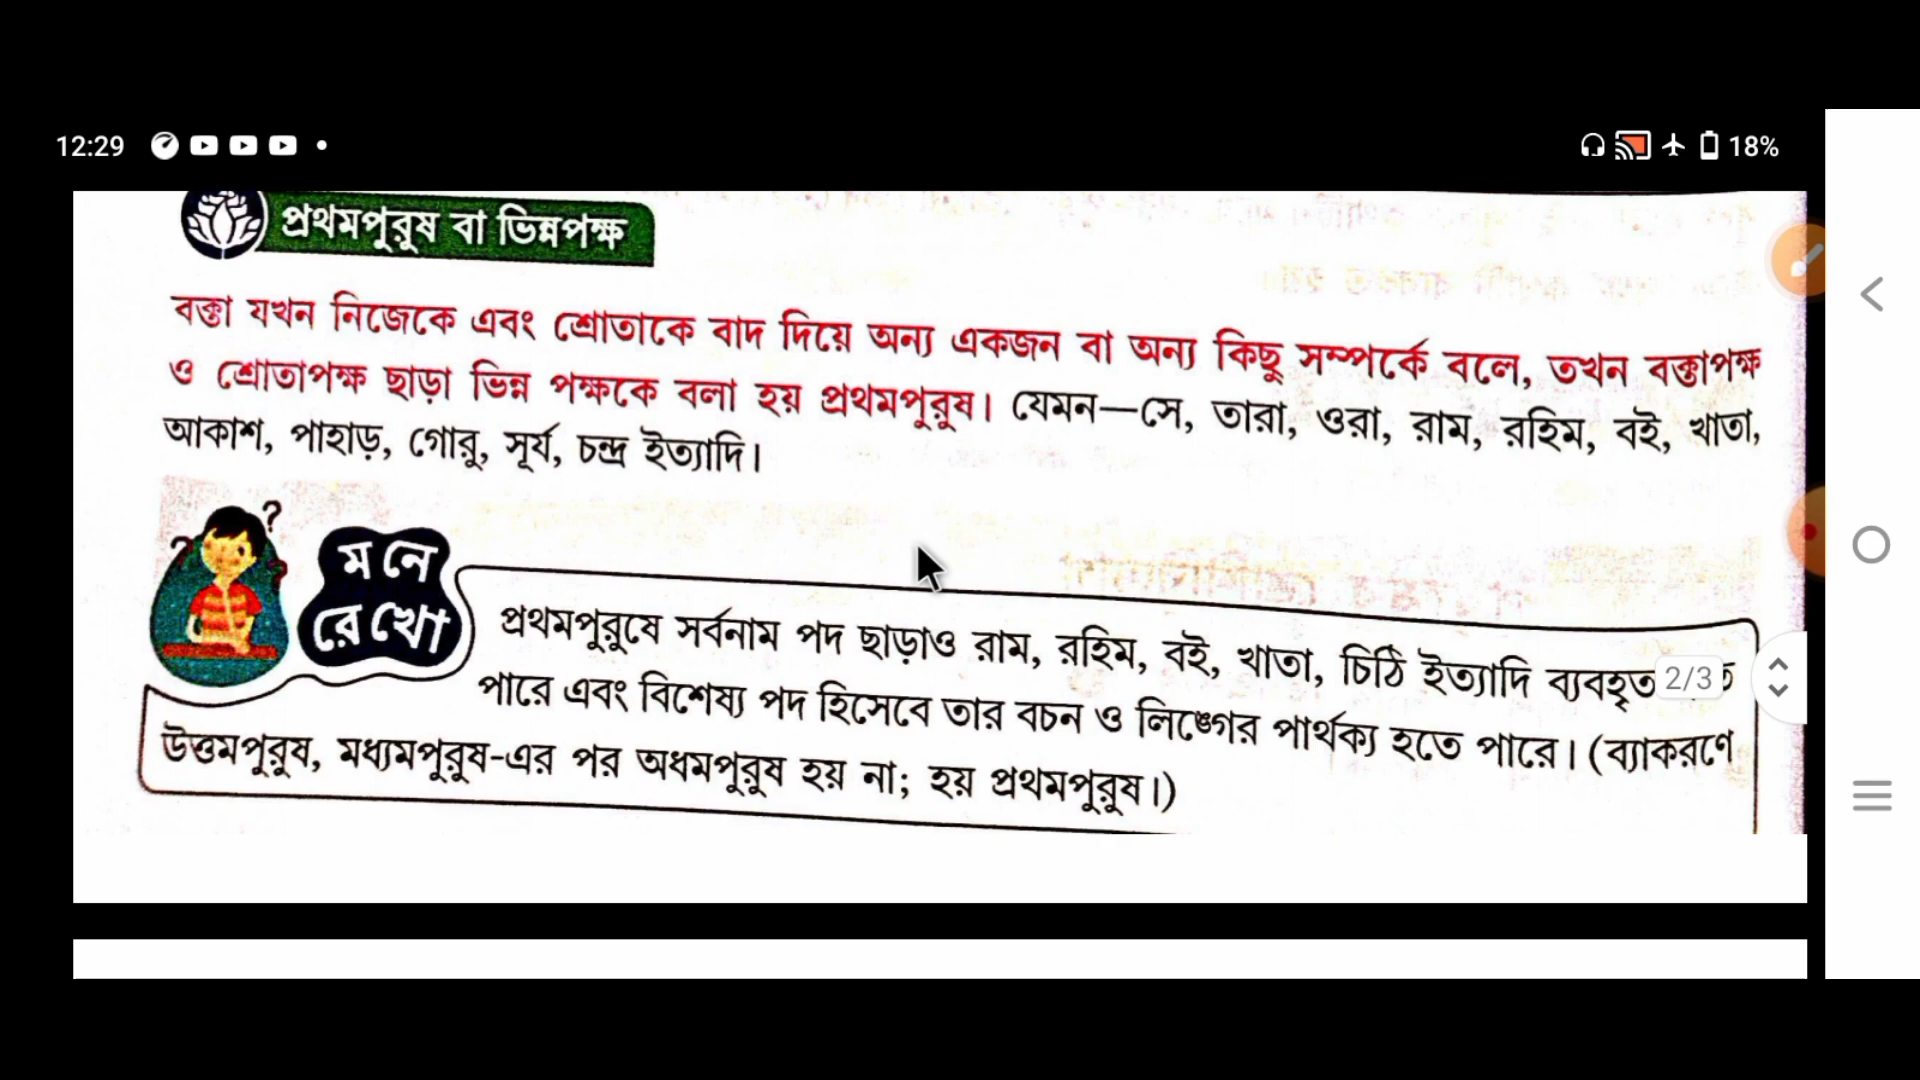 12:29
18%
প্রথমপুরুষ বা ভিন্নপক্ষ
বক্তা যখন নিজেকে এবং শ্রোতাকে বাদ দিয়ে অন্য একজন বা অন্য কিছু সম্পর্কে বলে, তখন বক্তাপক্ষ
ও শ্রোতাপক্ষ ছাড়া ভিন্ন পক্ষকে বলা হয় প্রথমপুরুষ। যেমন—সে, তারা, ওরা, রাম, রহিম, বই, খাতা,
আকাশ, পাহাড়, গোরু, সূর্য, চন্দ্র ইত্যাদি।
মনে
রেখো
প্রথমপুরুষে সর্বনাম পদ ছাড়াও রাম, রহিম, বই, খাতা, চিঠি ইত্যাদি ব্যবহৃত
2/3
পারে এবং বিশেষ্য পদ হিসেবে তার বচন ও লিঙ্গের পার্থক্য হতে পারে। (ব্যাকরণে
উত্তমপুরুষ, মধ্যমপুরুষ-এর পর অধমপুরুষ হয় না; হয় প্রথমপুরুষ।)